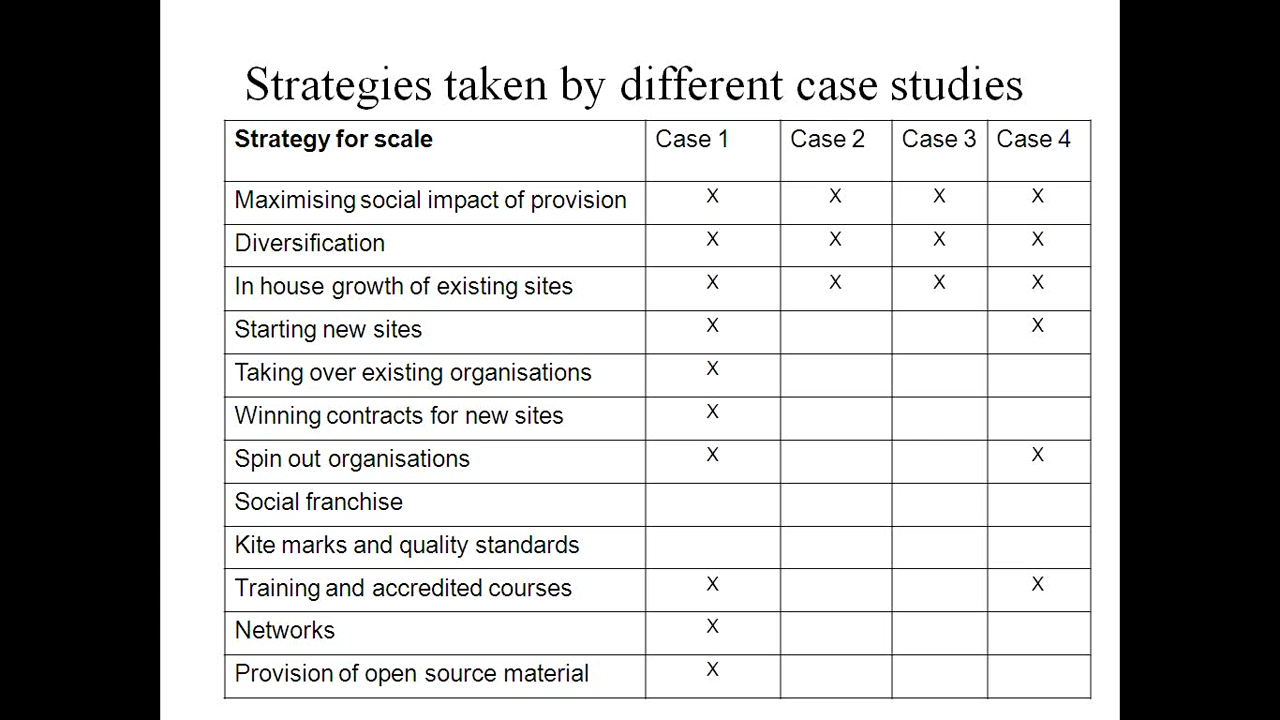 Strategies taken by different case studies
Strategy for scale Case 1 Case 2 Case 3 Case 4
Maximising social impact of provision X X X X
Diversification X X X X
In house growth of existing sites X X X X
Starting new sites X X
Taking over existing organisations X
Winning contracts for new sites X
Spin out organisations X X
Social franchise
Kite marks and quality standards
Training and accredited courses X X
Networks X
Provision of open source material X